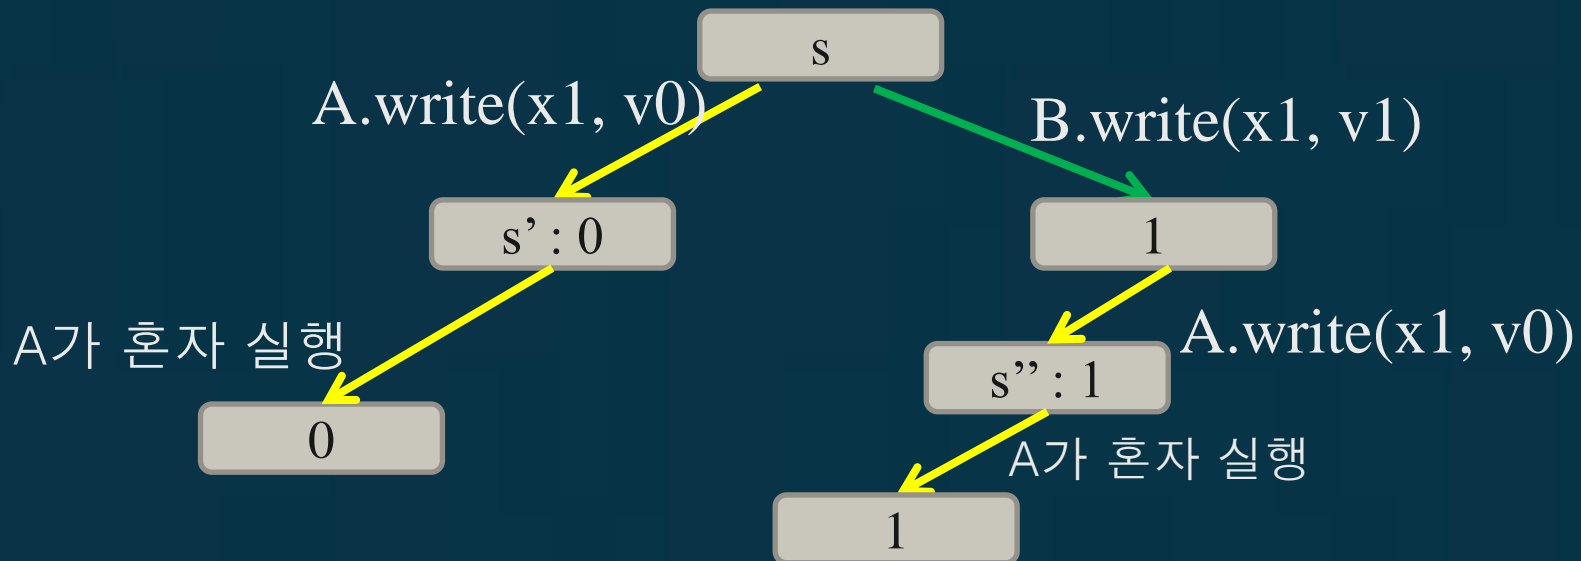 s
A.write(x1, v0)
B.write(x1, v1)
s’ : 0
1
A가 혼자 실행
A.write(x1, v0)
s” : 1
0
A가 혼자 실행
1